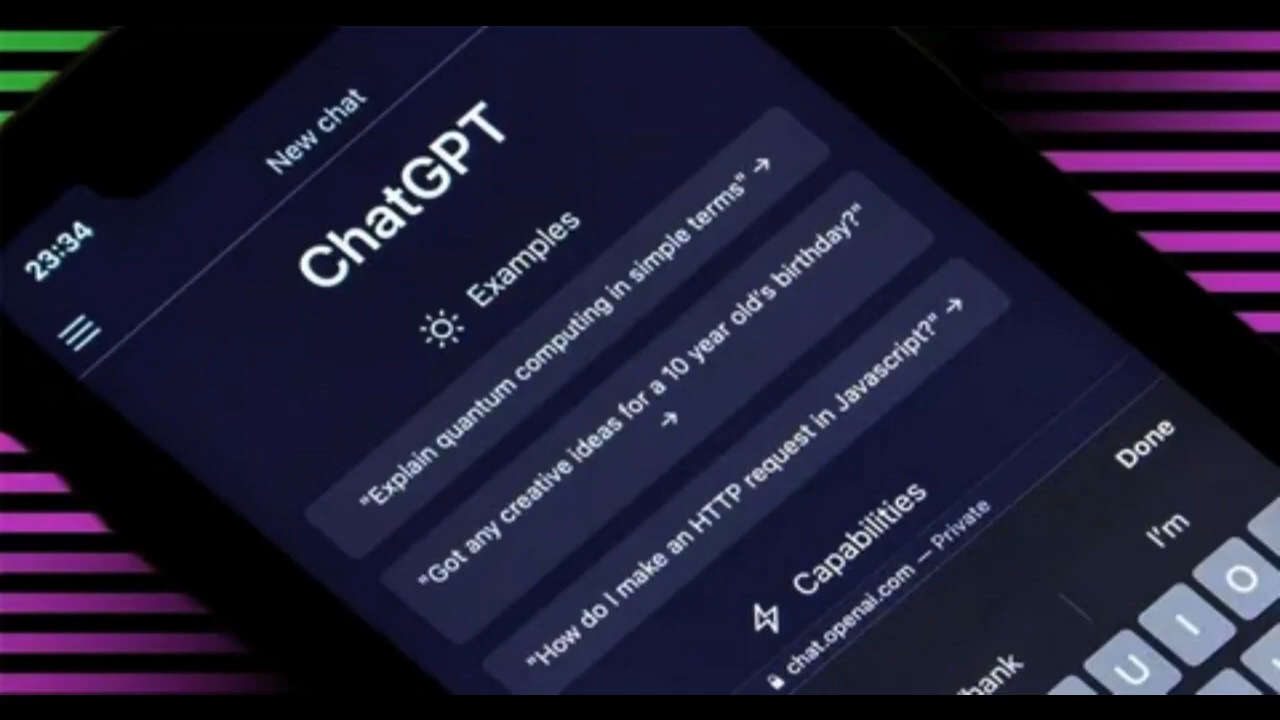 23:34
New chat
ChatGPT
Examples
"Explain quantum computing in simple terms" →
"Got any creative ideas for a 10 year old's birthday?"
→
"How do I make an HTTP request in Javascript?" →
Capabilities
chat.openai.com — Private
Done
I'm
U I O